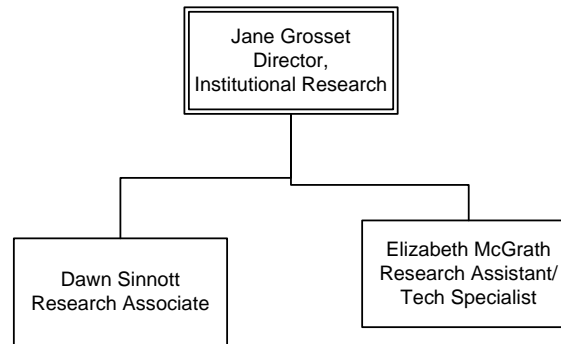 Jane Grosset
Director,
Institutional Research
Dawn Sinnott
Research Associate
Elizabeth McGrath
Research Assistant/
Tech Specialist